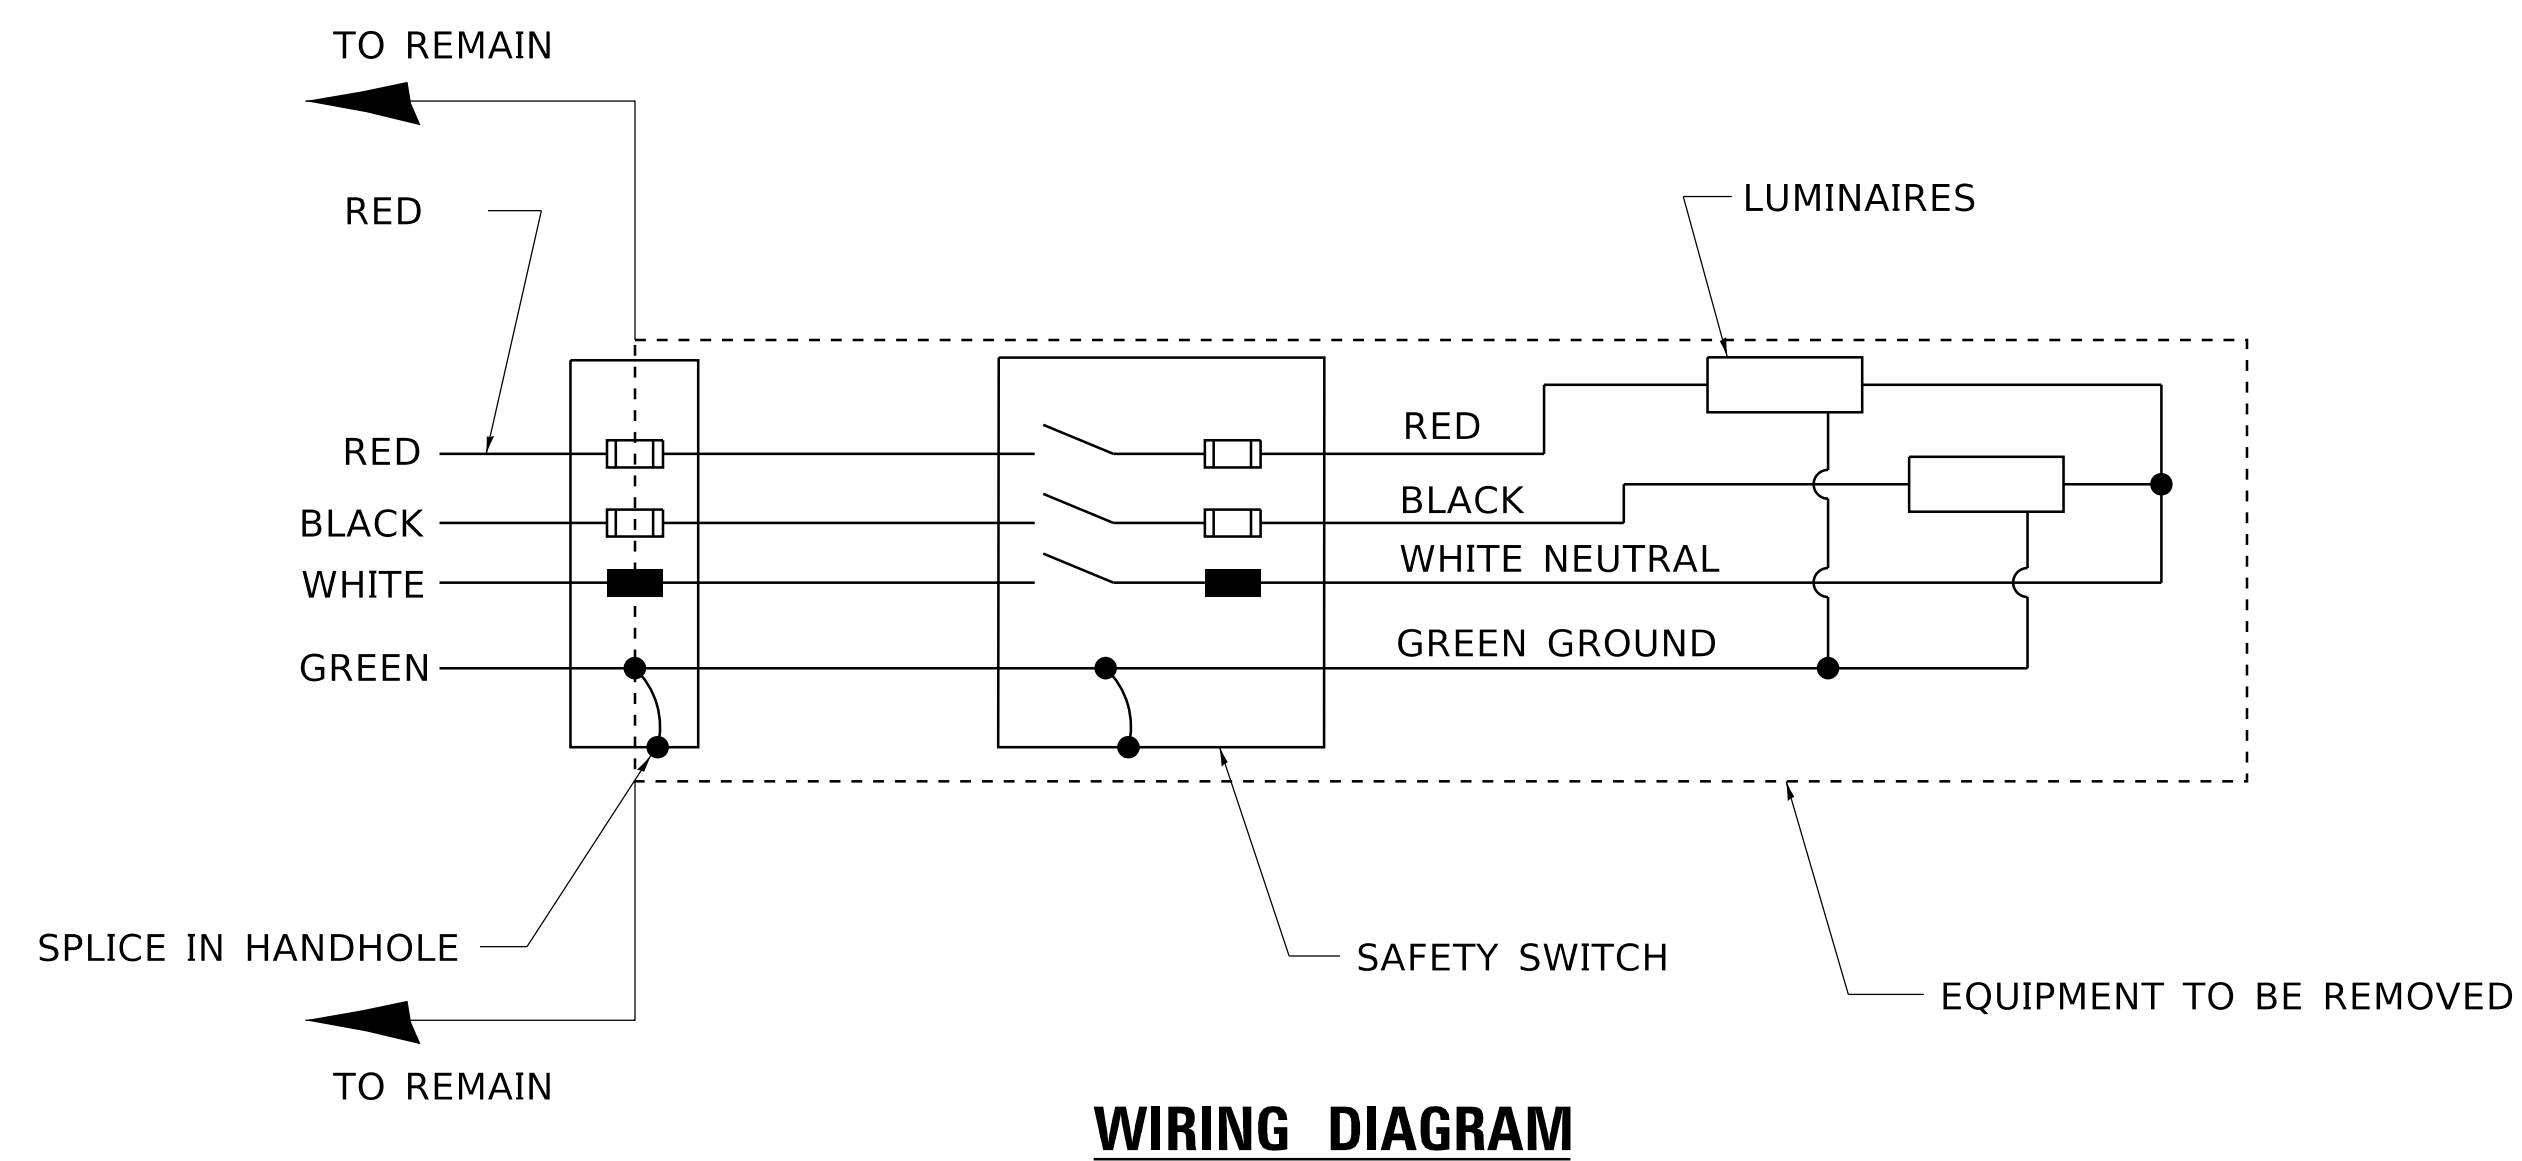 TO REMAIN
RED
LUMINAIRES
RED
RED
BLACK
BLACK
WHITE NEUTRAL
WHITE
GREEN GROUND
GREEN
SPLICE IN HANDHOLE
SAFETY SWITCH
EQUIPMENT TO BE REMOVED
TO REMAIN
WIRING DIAGRAM